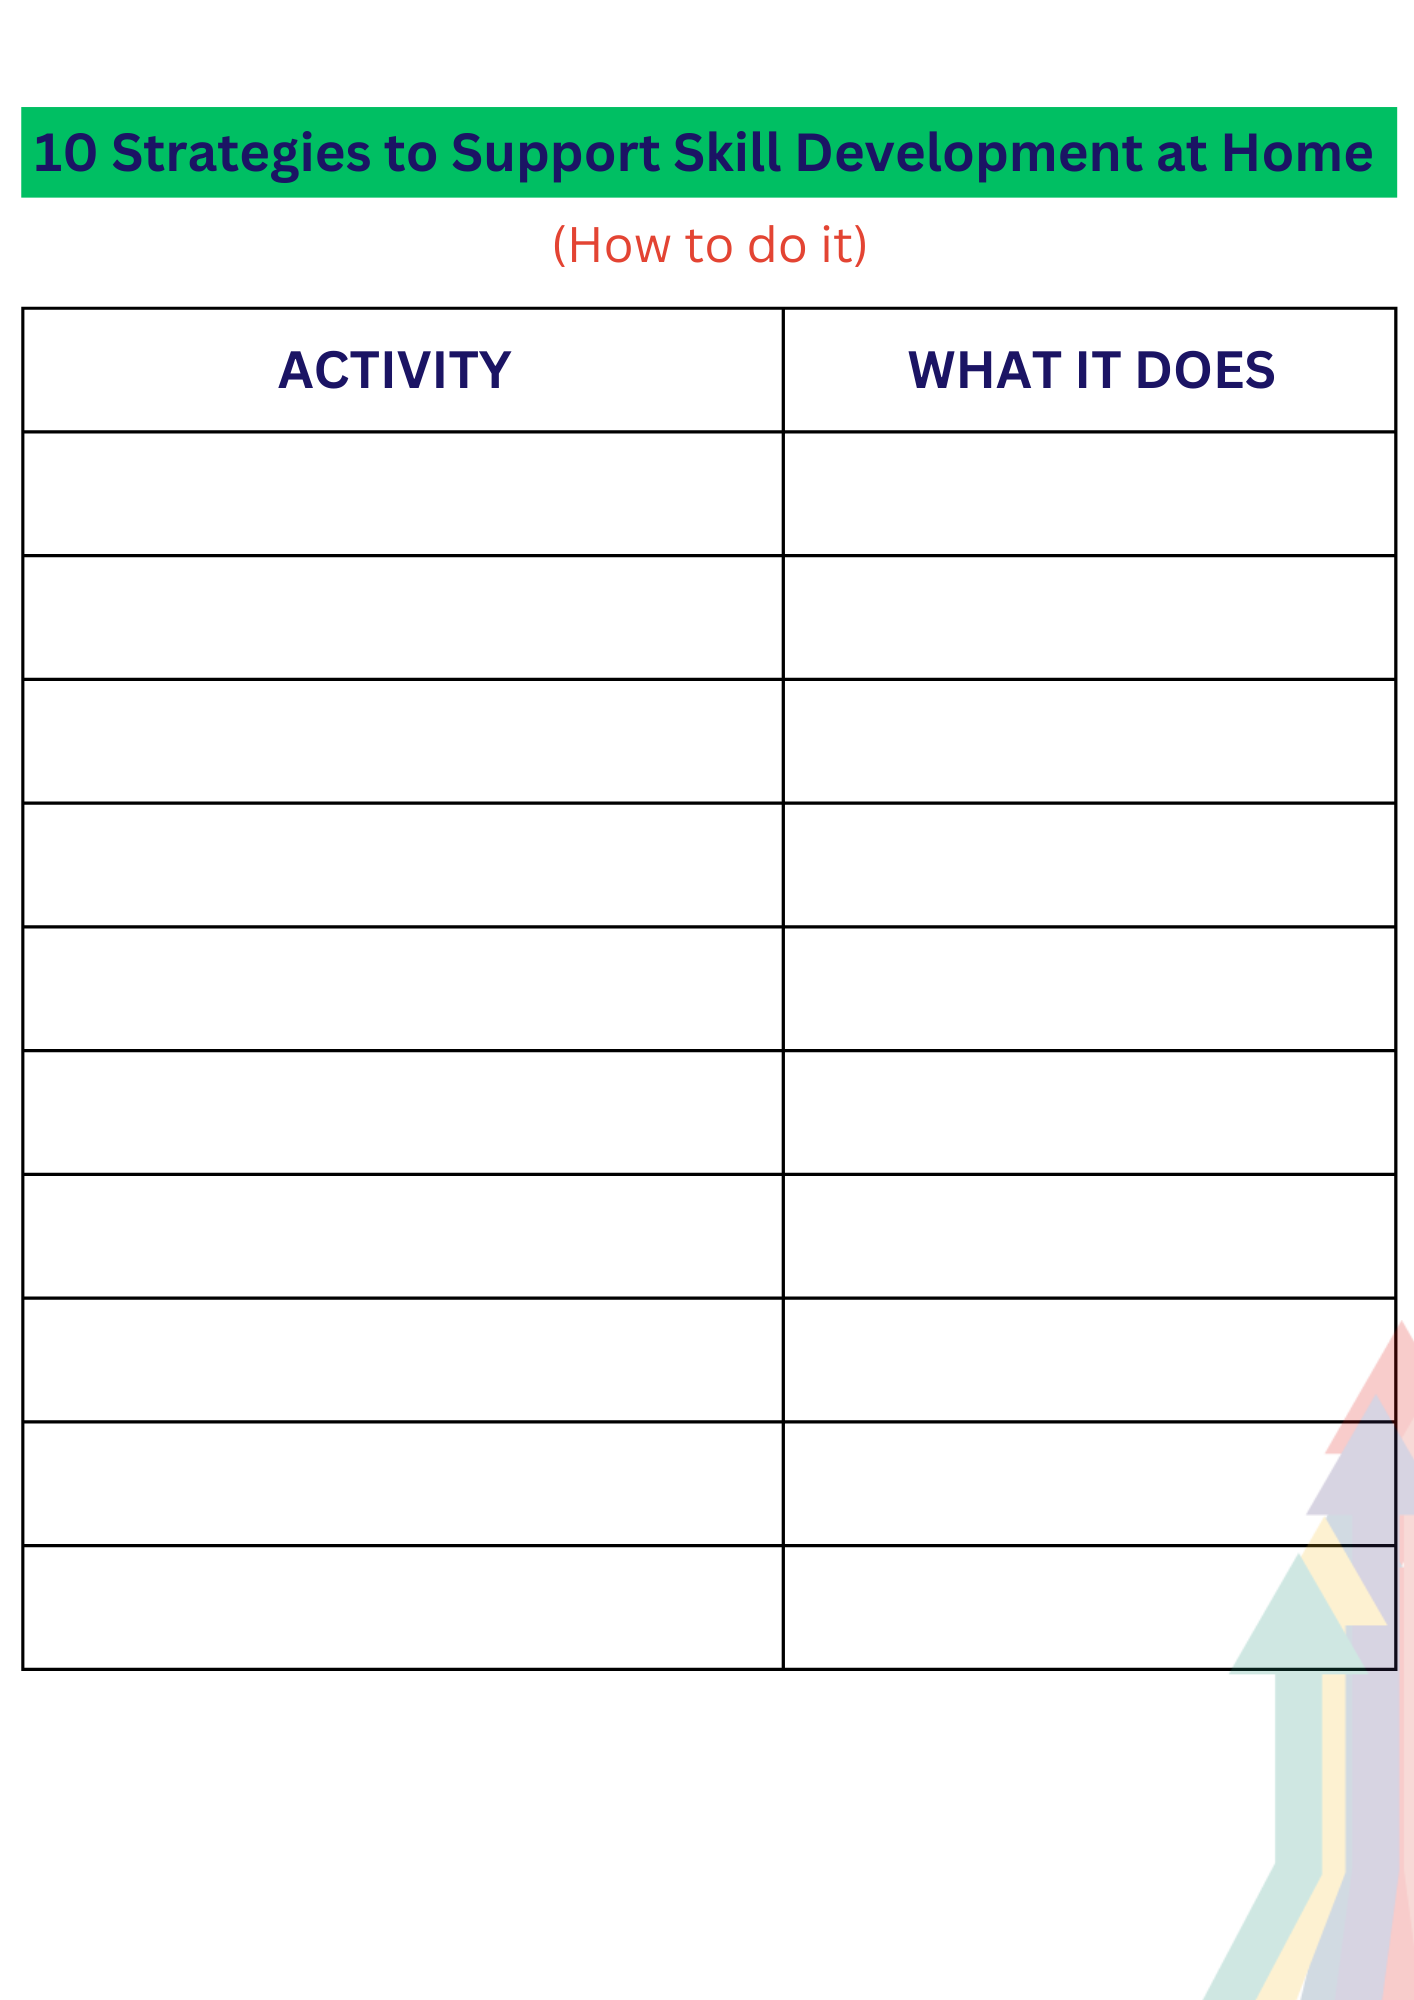 10 Strategies to Support Skill Development at Home
(How to do it)
ACTIVITY
WHAT IT DOES